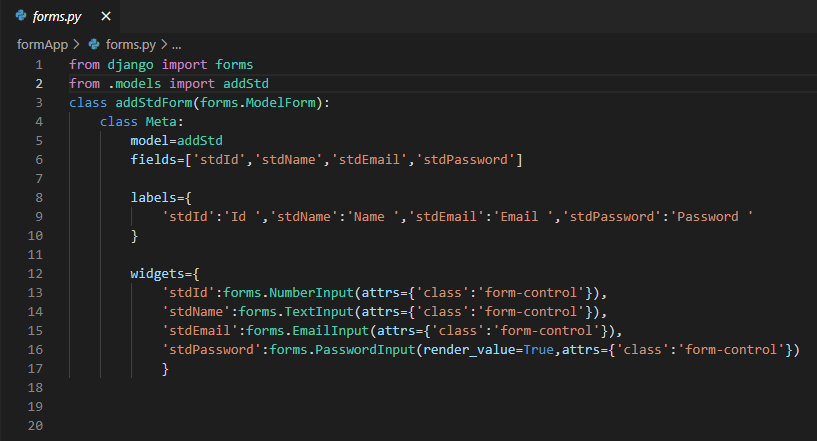 forms.py ×
formApp > forms.py > ...
1 from django import forms
2 from .models import addStd
3 class addStdForm(forms.ModelForm):
4     class Meta:
5         model=addStd
6         fields=['stdId','stdName','stdEmail','stdPassword']
7
8         labels={
9             'stdId':'Id ','stdName':'Name ','stdEmail':'Email ','stdPassword':'Password '
10         }
11
12         widgets={
13             'stdId':forms.NumberInput(attrs={'class':'form-control'}),
14             'stdName':forms.TextInput(attrs={'class':'form-control'}),
15             'stdEmail':forms.EmailInput(attrs={'class':'form-control'}),
16             'stdPassword':forms.PasswordInput(render_value=True,attrs={'class':'form-control'})
17             }
18
19
20